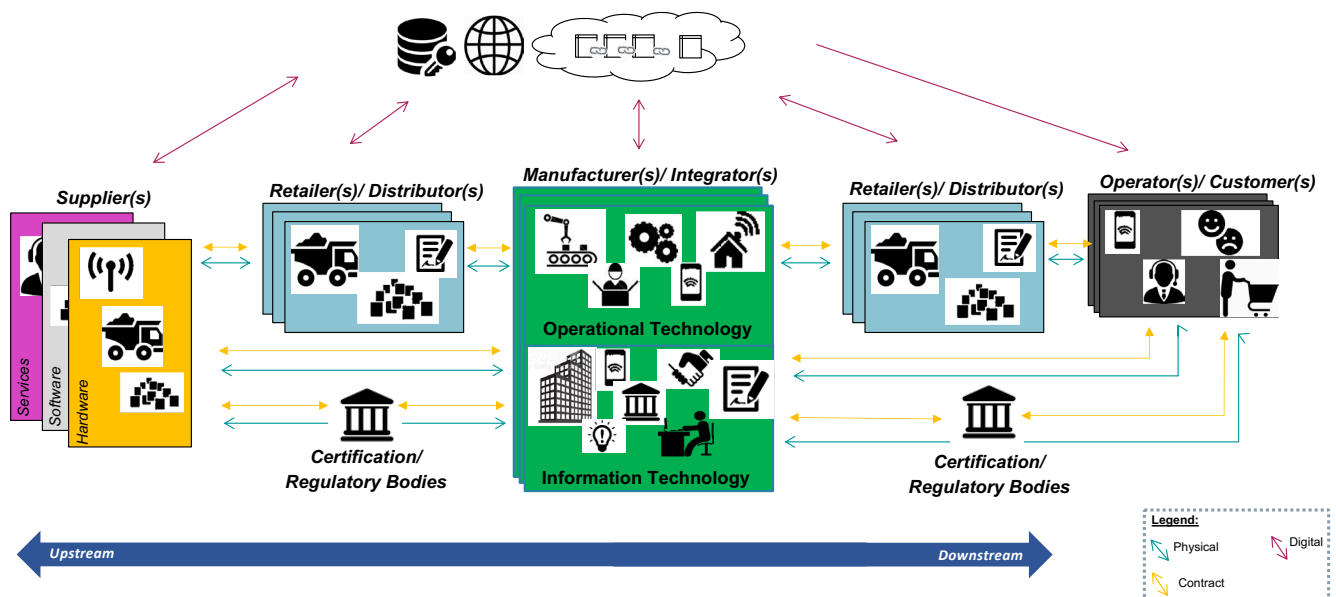 Supplier(s)
Retailer(s)/ Distributor(s)
Manufacturer(s)/ Integrator(s)
Retailer(s)/ Distributor(s)
Operator(s)/ Customer(s)
Services
Software
Hardware
Operational Technology
Information Technology
Certification/
Regulatory Bodies
Certification/
Regulatory Bodies
Upstream
Downstream
Legend:
Physical
Digital
Contract